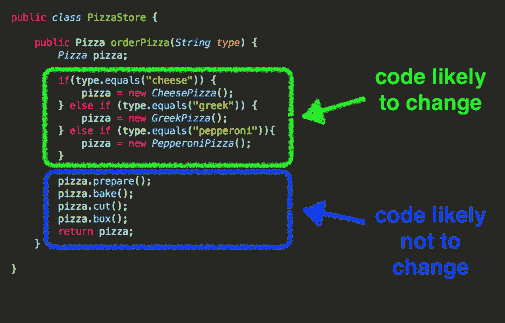 public class PizzaStore {
public Pizza orderPizza(String type) {
Pizza pizza;
if(type.equals("cheese")) {
pizza = new CheesePizza();
} else if (type.equals("greek")) {
pizza = new GreekPizza();
} else if (type.equals("pepperoni")){
pizza = new PepperoniPizza();
}
pizza.prepare();
pizza.bake();
pizza.cut();
pizza.box();
return pizza;
}
}
code likely
to change
code likely
not to
change